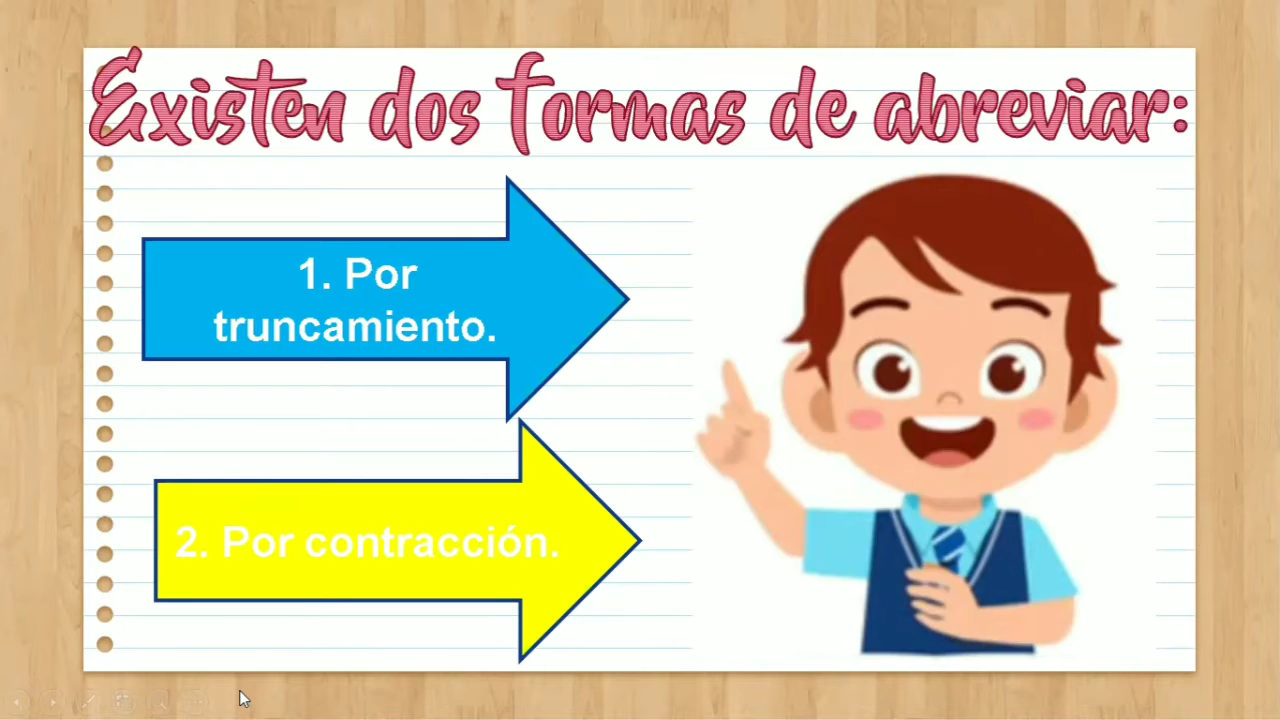 Existen dos formas de abreviar:
1. Por
truncamiento.
2. Por contracción.